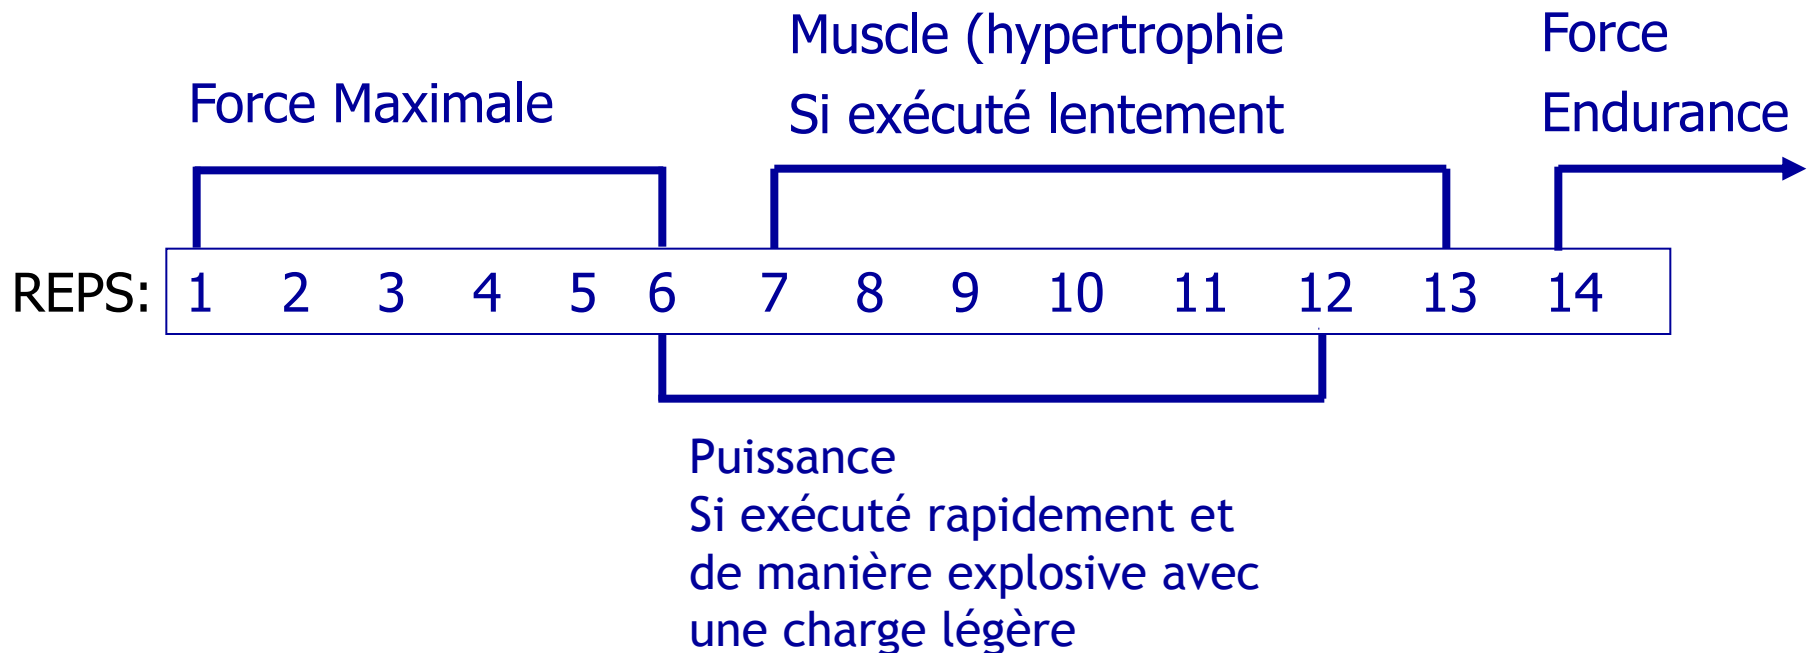 Muscle (hypertrophie
Si exécuté lentement
Force
Endurance
Force Maximale
REPS: 1 2 3 4 5 6 7 8 9 10 11 12 13 14
Puissance
Si exécuté rapidement et
de manière explosive avec
une charge légère